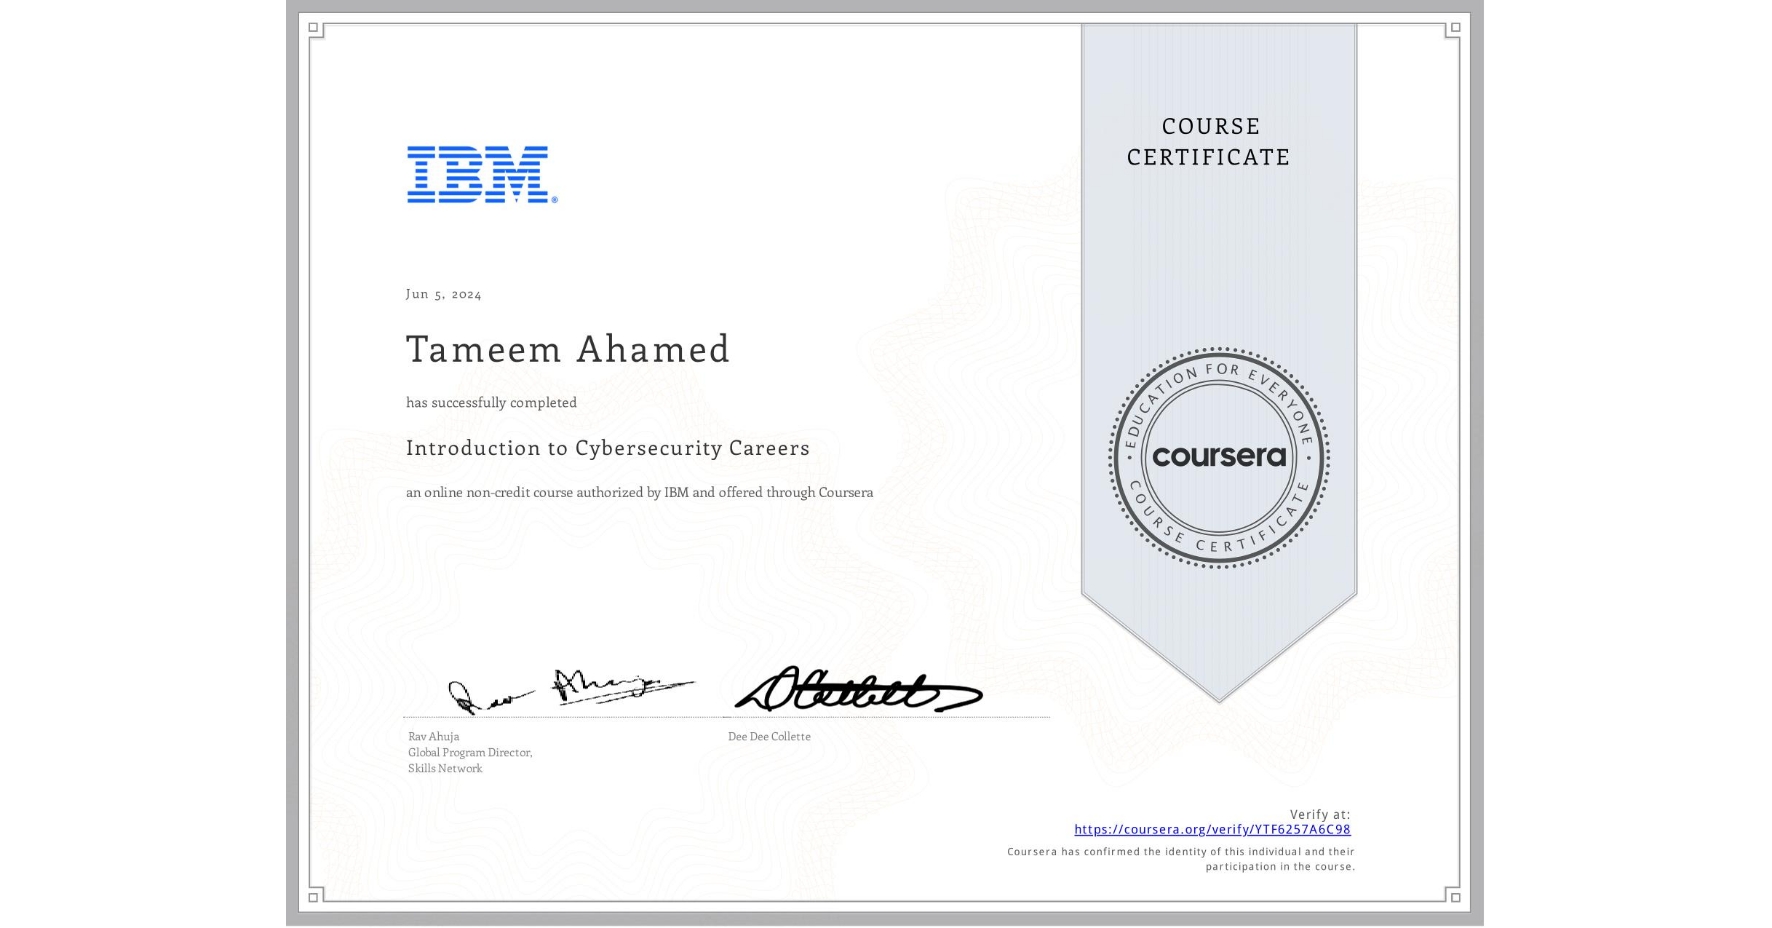 COURSE
CERTIFICATE
IBM®
Jun 5, 2024
Tameem Ahamed
has successfully completed
Introduction to Cybersecurity Careers
an online non-credit course authorized by IBM and offered through Coursera
EDUCATION FOR EVERYONE
coursera
COURSE CERTIFICATE
Rav Ahuja
Global Program Director,
Skills Network
Dee Dee Collette
Verify at:
https://coursera.org/verify/YTF6257A6C98
Coursera has confirmed the identity of this individual and their
participation in the course.